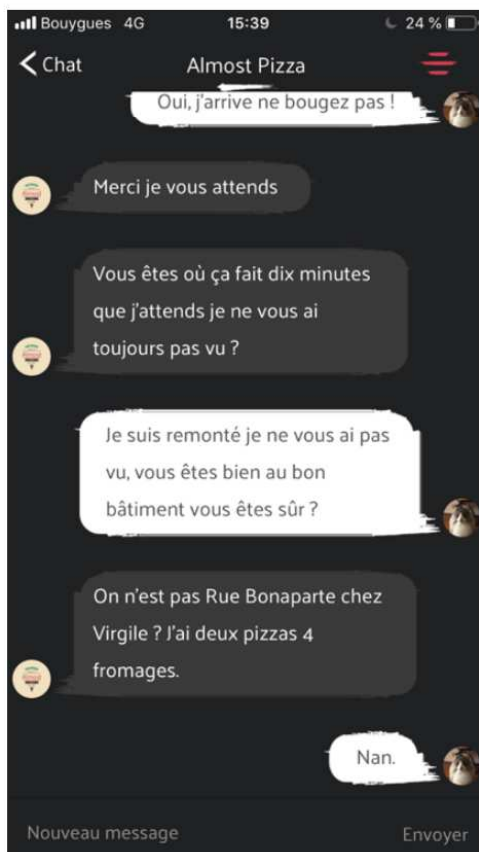 Bouygues 4G 15:39 24 %
Chat Almost Pizza
Oui, j'arrive ne bougez pas !
Merci je vous attends
Vous êtes où ça fait dix minutes
que j'attends je ne vous ai
toujours pas vu ?
Je suis remonté je ne vous ai pas
vu, vous êtes bien au bon
bâtiment vous êtes sûr ?
On n'est pas Rue Bonaparte chez
Virgile ? J'ai deux pizzas 4
fromages.
Nan.
Nouveau message Envoyer